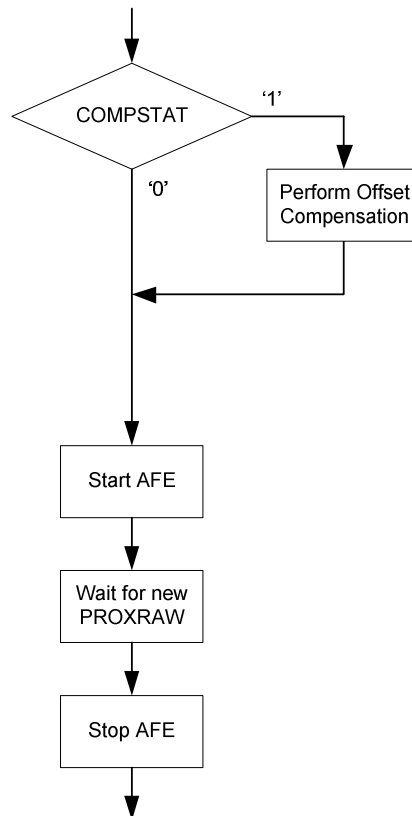 COMPSTAT
‘1’
‘0’
Perform Offset
Compensation
Start AFE
Wait for new
PROXRAW
Stop AFE